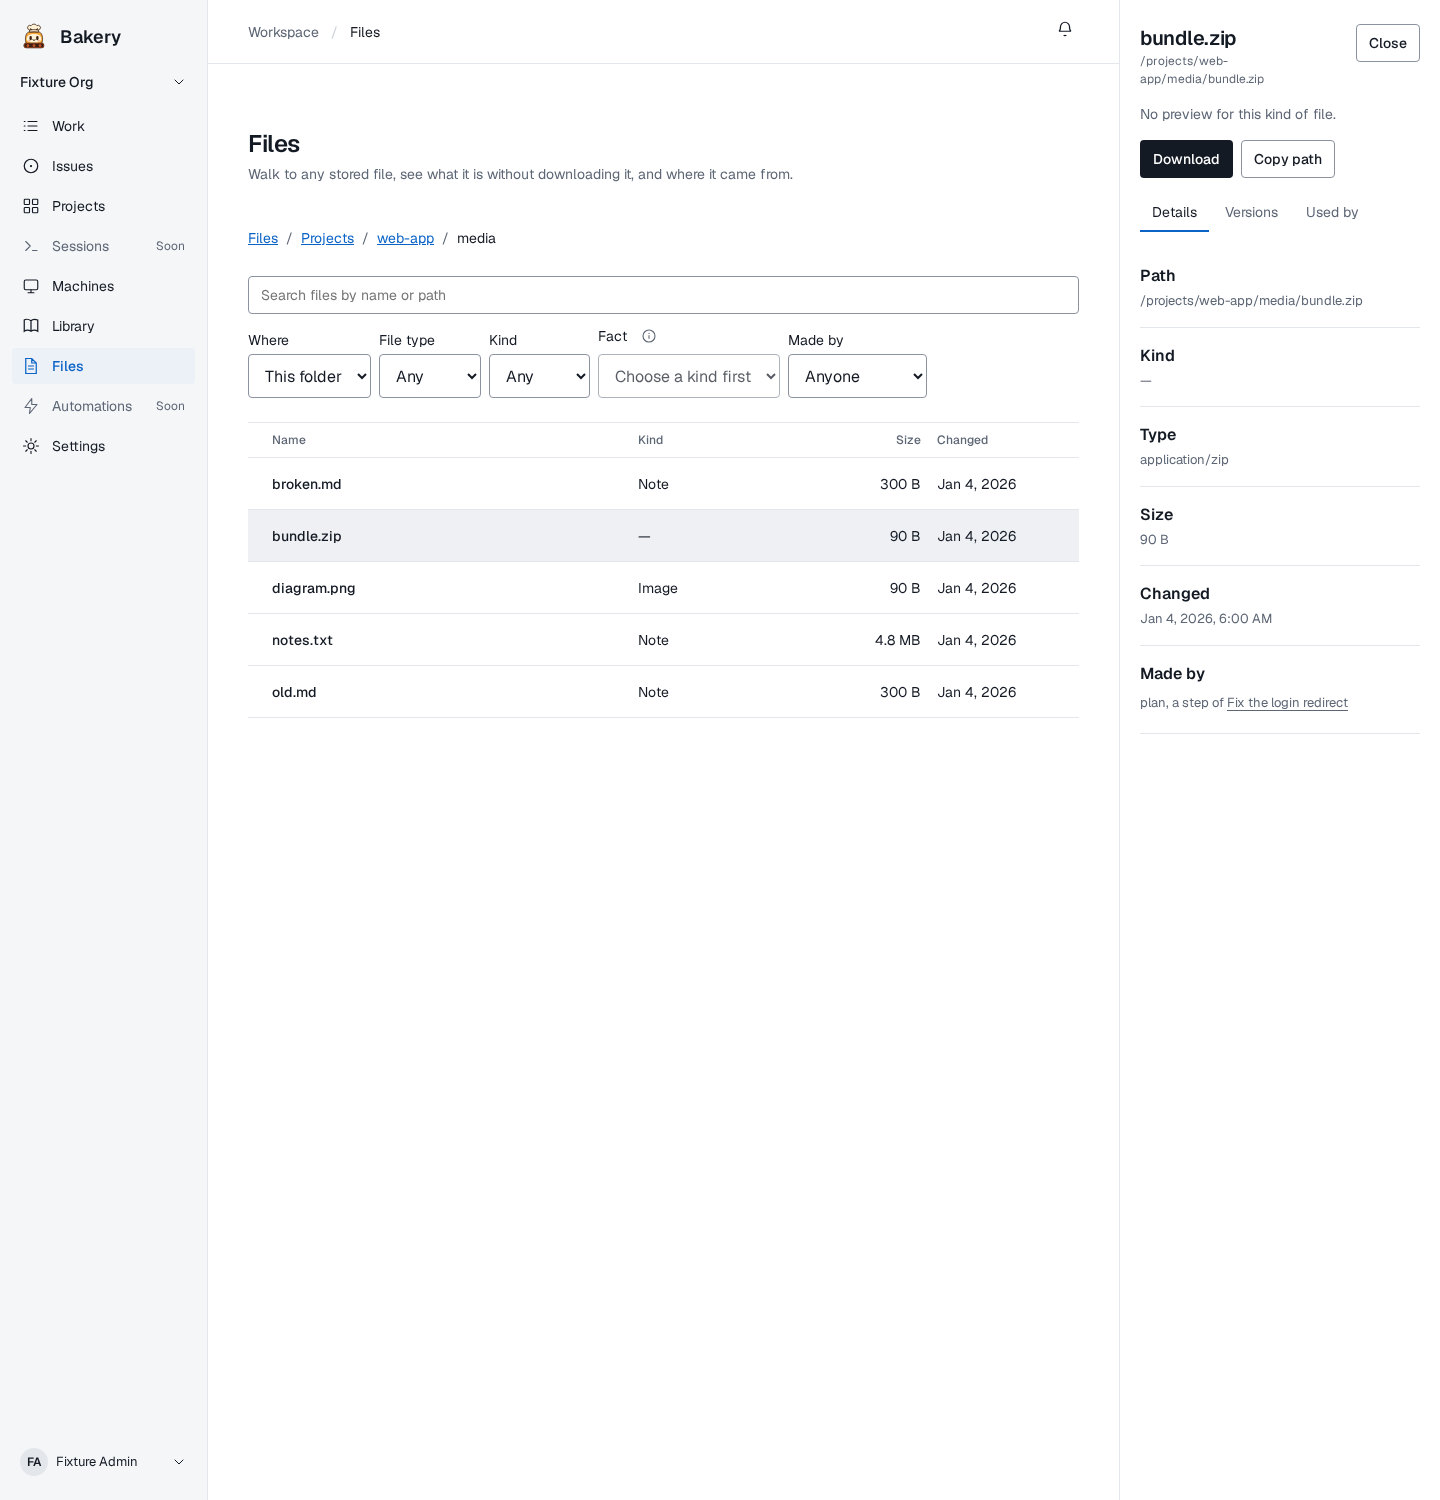 Bakery
Fixture Org
Work
Issues
Projects
Sessions Soon
Machines
Library
Files
Automations Soon
Settings
FA Fixture Admin
Workspace / Files
Files
Walk to any stored file, see what it is without downloading it, and where it came from.
Files / Projects / web-app / media
Search files by name or path
Where File type Kind Fact Made by
This folder Any Any Choose a kind first Anyone
Name Kind Size Changed
broken.md Note 300 B Jan 4, 2026
bundle.zip — 90 B Jan 4, 2026
diagram.png Image 90 B Jan 4, 2026
notes.txt Note 4.8 MB Jan 4, 2026
old.md Note 300 B Jan 4, 2026
bundle.zip
Close
/projects/web-
app/media/bundle.zip
No preview for this kind of file.
Download Copy path
Details Versions Used by
Path
/projects/web-app/media/bundle.zip
Kind
—
Type
application/zip
Size
90 B
Changed
Jan 4, 2026, 6:00 AM
Made by
plan, a step of Fix the login redirect